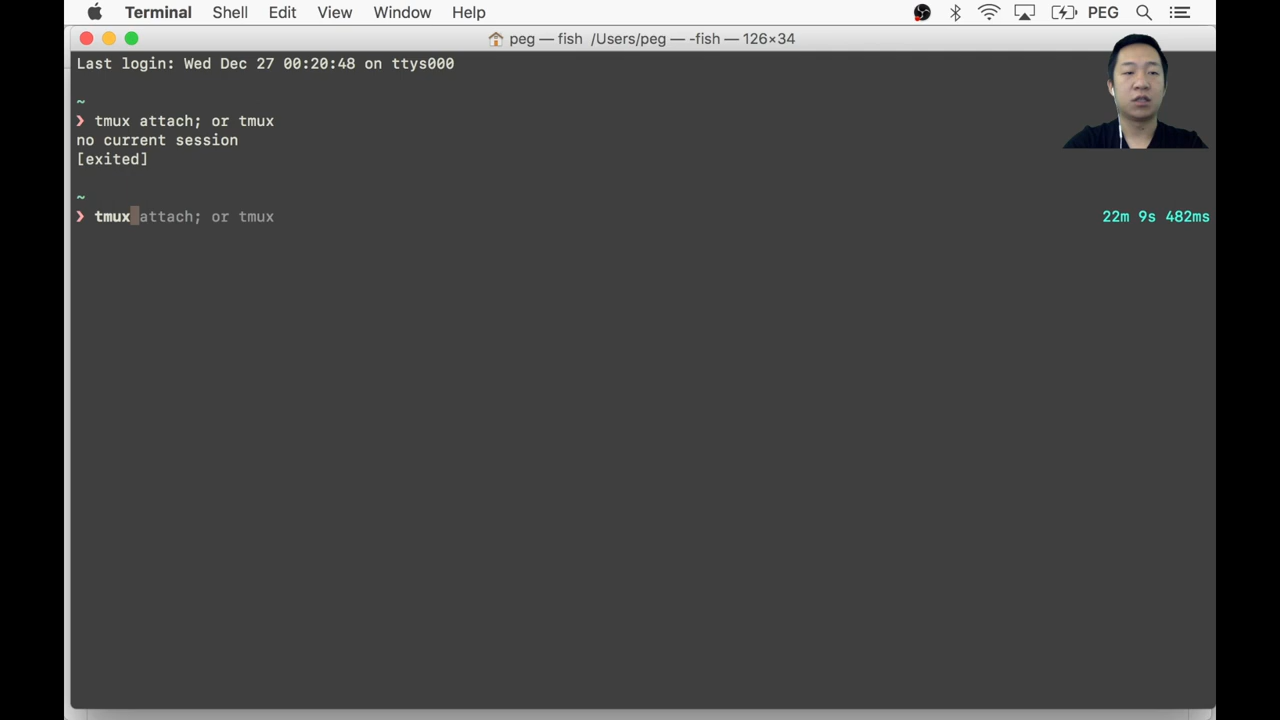 Terminal Shell Edit View Window Help PEG
peg — fish /Users/peg — -fish — 126×34
Last login: Wed Dec 27 00:20:48 on ttys000
~
❯ tmux attach; or tmux
no current session
[exited]
~
❯ tmux attach; or tmux 22m 9s 482ms